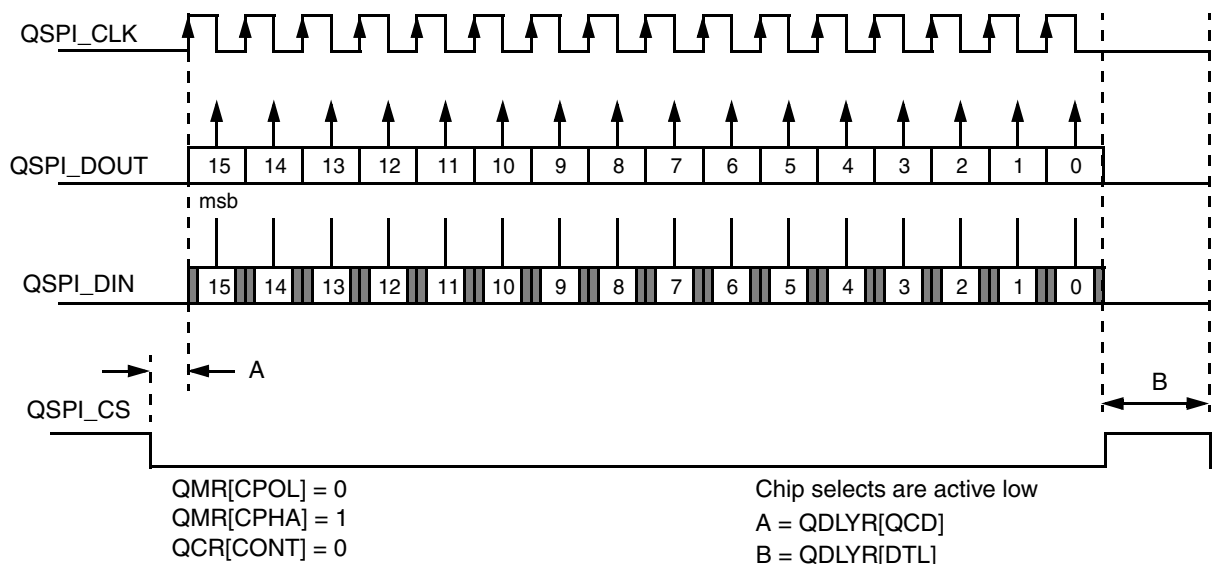 QSPI_CLK
QSPI_DOUT
15 14 13 12 11 10 9 8 7 6 5 4 3 2 1 0
msb
QSPI_DIN
15 14 13 12 11 10 9 8 7 6 5 4 3 2 1 0
A
B
QSPI_CS
QMR[CPOL] = 0
QMR[CPHA] = 1
QCR[CONT] = 0
Chip selects are active low
A = QDLYR[QCD]
B = QDLYR[DTL]